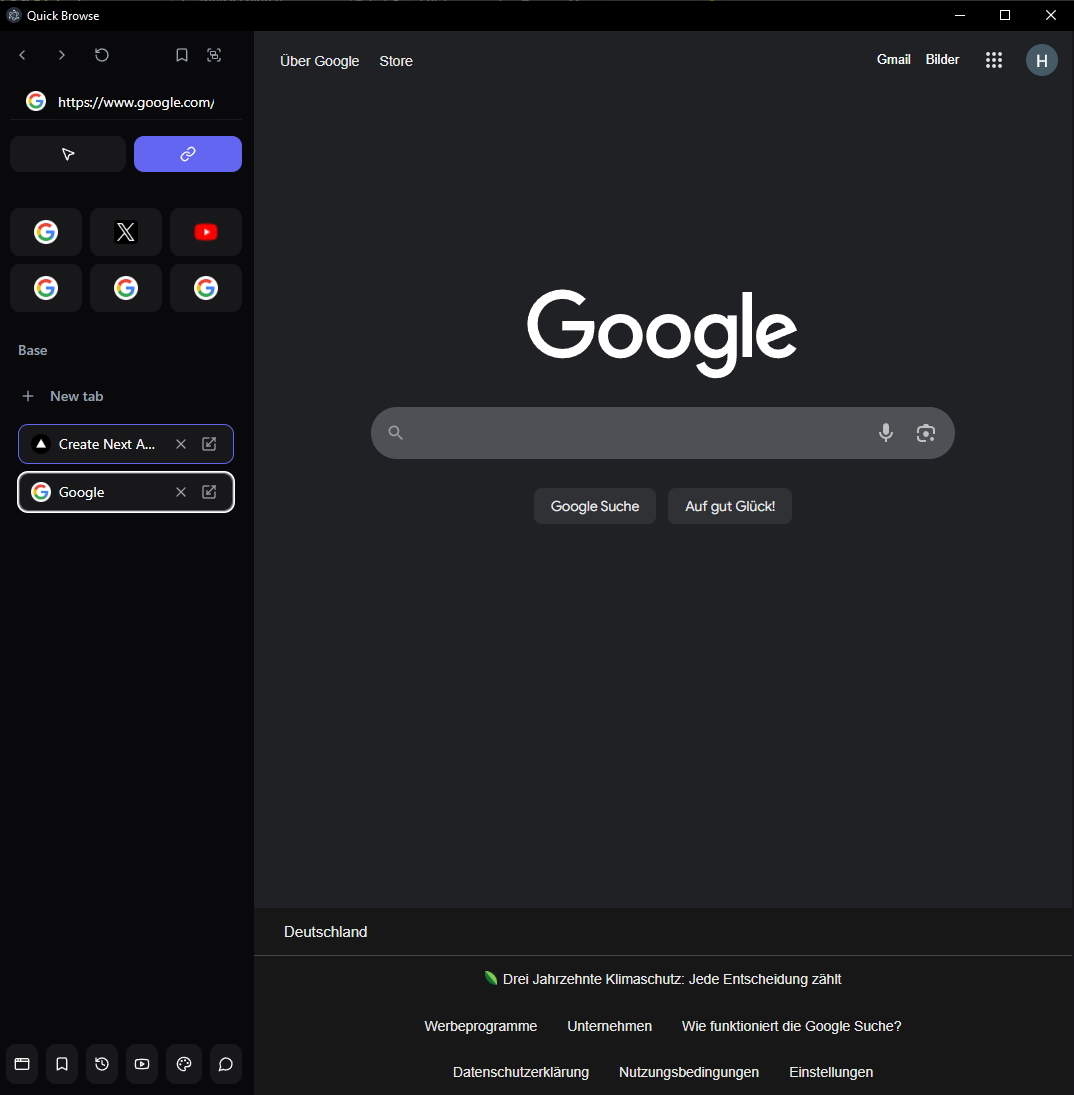 Quick Browse
https://www.google.com/
Base
New tab
Create Next A...
Google
Über Google
Store
Gmail
Bilder
H
Google
Google Suche
Auf gut Glück!
Deutschland
Drei Jahrzehnte Klimaschutz: Jede Entscheidung zählt
Werbeprogramme
Unternehmen
Wie funktioniert die Google Suche?
Datenschutzerklärung
Nutzungsbedingungen
Einstellungen